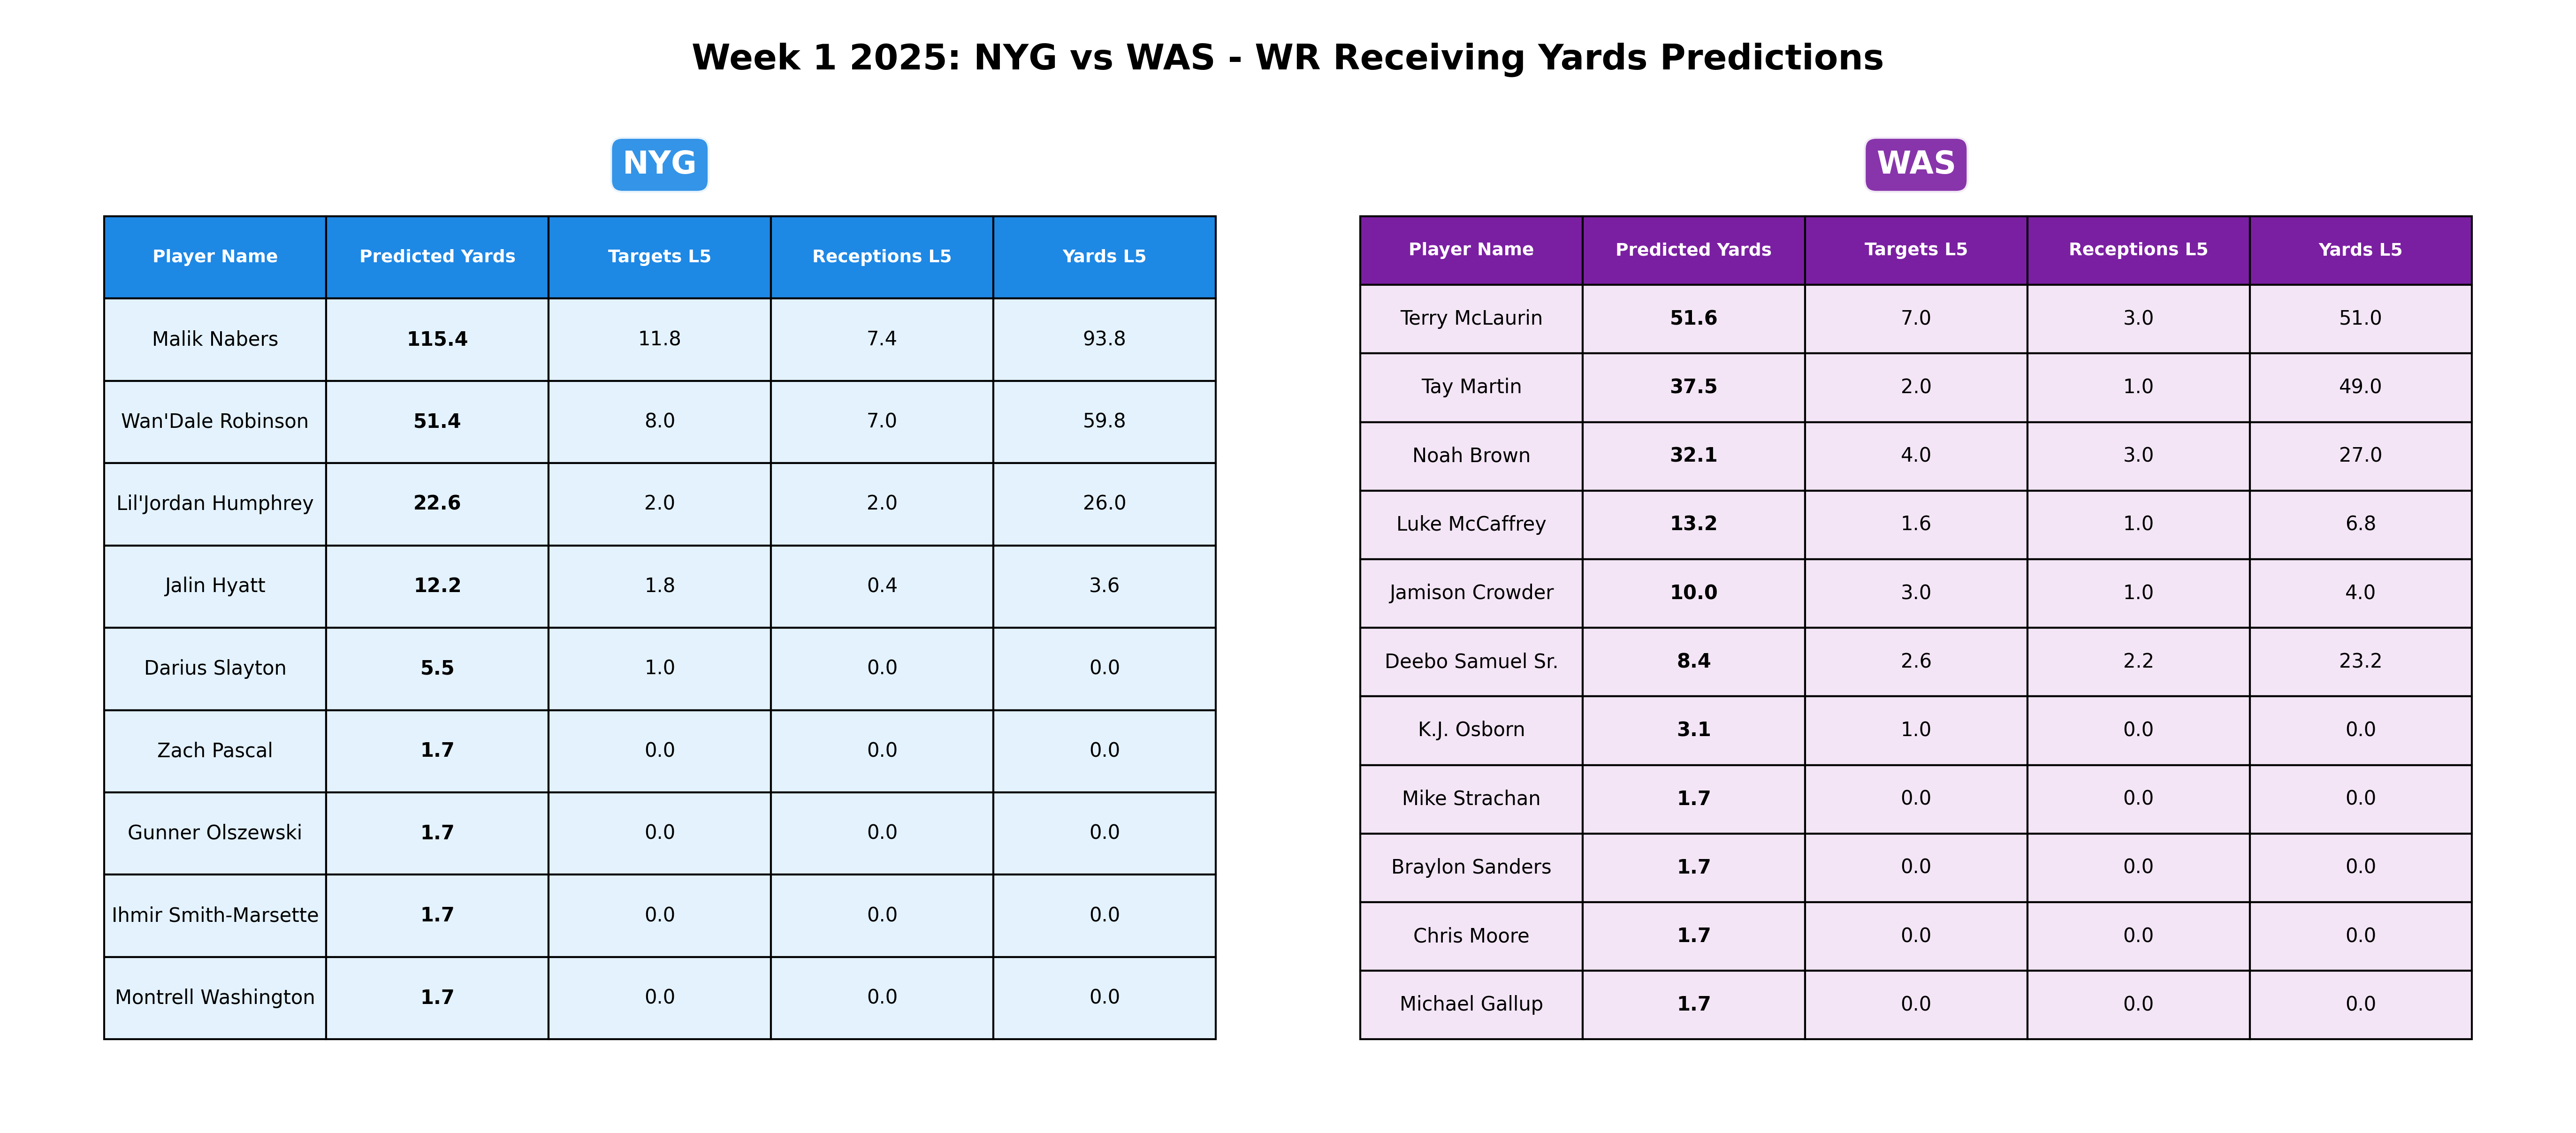 Week 1 2025: NYG vs WAS - WR Receiving Yards Predictions
NYG
Player Name Predicted Yards Targets L5 Receptions L5 Yards L5
Malik Nabers 115.4 11.8 7.4 93.8
Wan'Dale Robinson 51.4 8.0 7.0 59.8
Lil'Jordan Humphrey 22.6 2.0 2.0 26.0
Jalin Hyatt 12.2 1.8 0.4 3.6
Darius Slayton 5.5 1.0 0.0 0.0
Zach Pascal 1.7 0.0 0.0 0.0
Gunner Olszewski 1.7 0.0 0.0 0.0
Ihmir Smith-Marsette 1.7 0.0 0.0 0.0
Montrell Washington 1.7 0.0 0.0 0.0
WAS
Player Name Predicted Yards Targets L5 Receptions L5 Yards L5
Terry McLaurin 51.6 7.0 3.0 51.0
Tay Martin 37.5 2.0 1.0 49.0
Noah Brown 32.1 4.0 3.0 27.0
Luke McCaffrey 13.2 1.6 1.0 6.8
Jamison Crowder 10.0 3.0 1.0 4.0
Deebo Samuel Sr. 8.4 2.6 2.2 23.2
K.J. Osborn 3.1 1.0 0.0 0.0
Mike Strachan 1.7 0.0 0.0 0.0
Braylon Sanders 1.7 0.0 0.0 0.0
Chris Moore 1.7 0.0 0.0 0.0
Michael Gallup 1.7 0.0 0.0 0.0